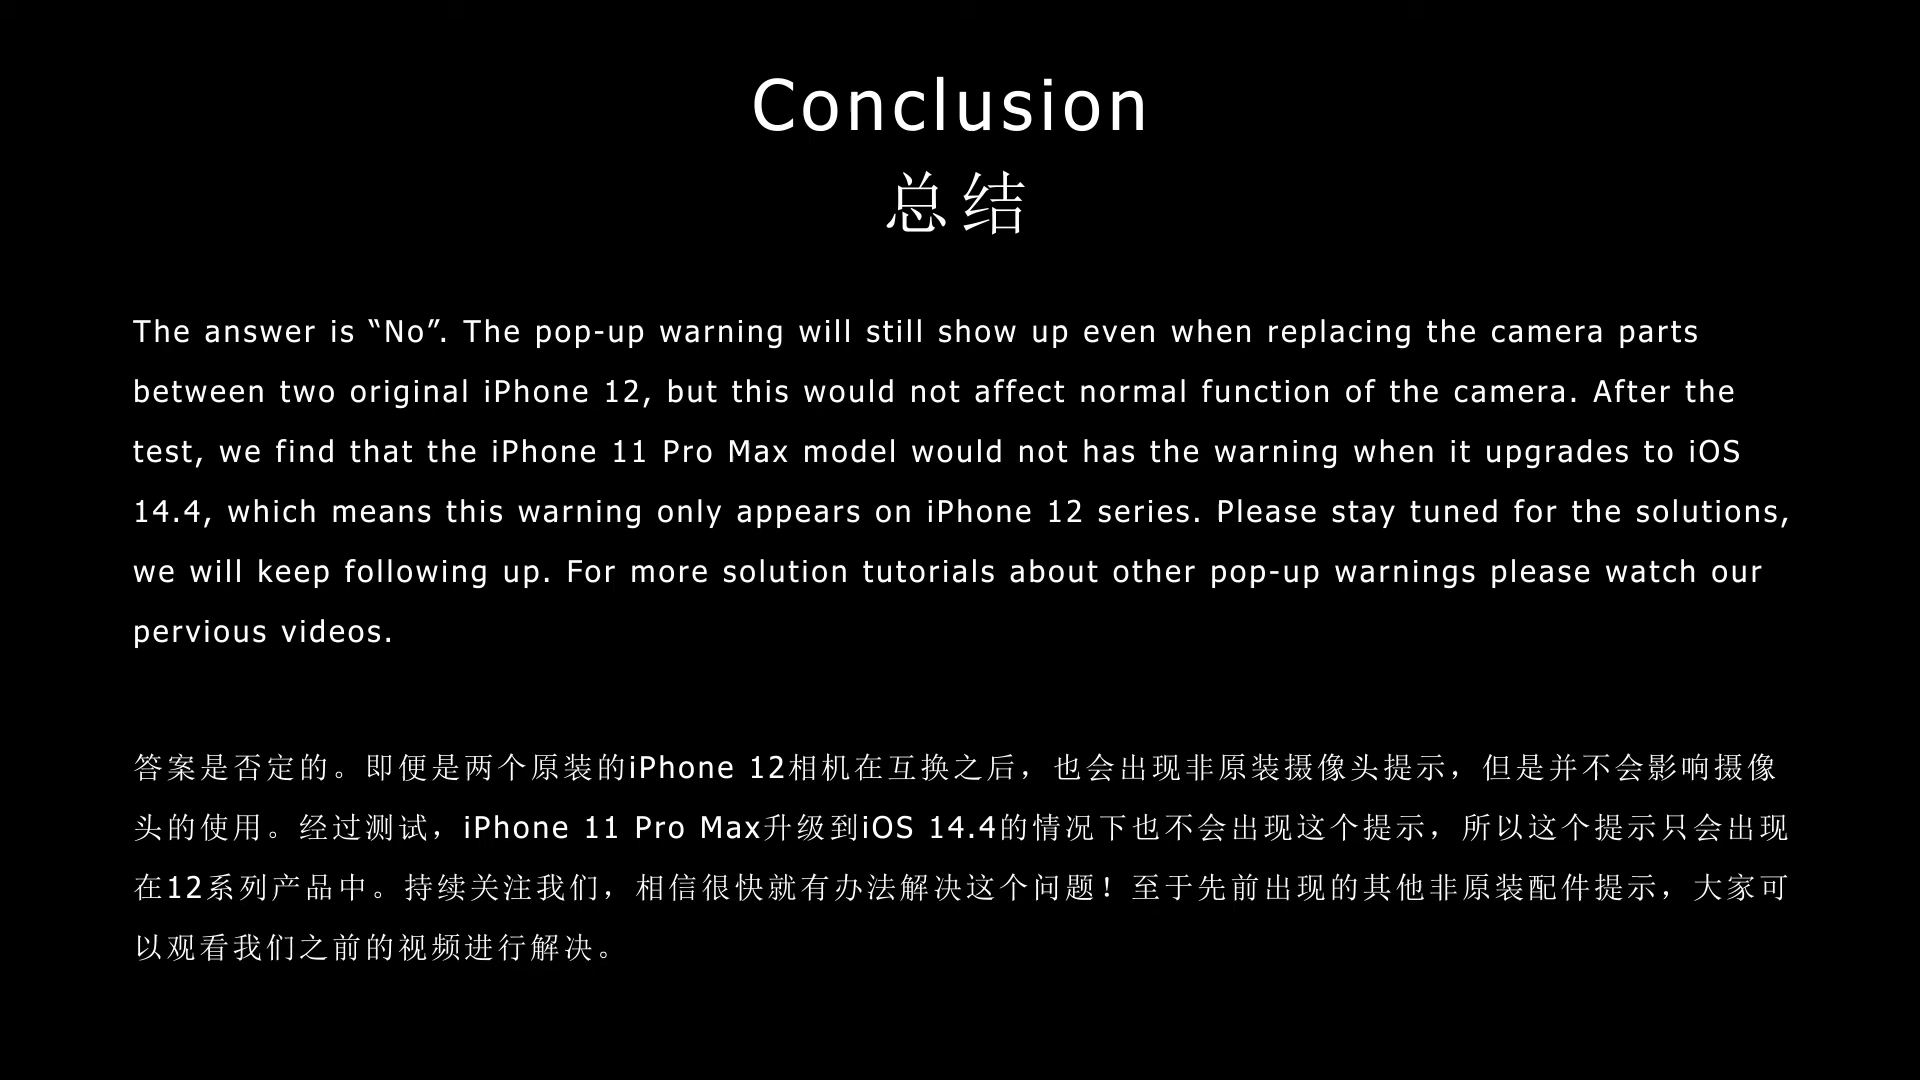 Conclusion
总结
The answer is “No”. The pop-up warning will still show up even when replacing the camera parts
between two original iPhone 12, but this would not affect normal function of the camera. After the
test, we find that the iPhone 11 Pro Max model would not has the warning when it upgrades to iOS
14.4, which means this warning only appears on iPhone 12 series. Please stay tuned for the solutions,
we will keep following up. For more solution tutorials about other pop-up warnings please watch our
pervious videos.
答案是否定的。即便是两个原装的iPhone 12相机在互换之后，也会出现非原装摄像头提示，但是并不会影响摄像
头的使用。经过测试，iPhone 11 Pro Max升级到iOS 14.4的情况下也不会出现这个提示，所以这个提示只会出现
在12系列产品中。持续关注我们，相信很快就有办法解决这个问题！至于先前出现的其他非原装配件提示，大家可
以观看我们之前的视频进行解决。